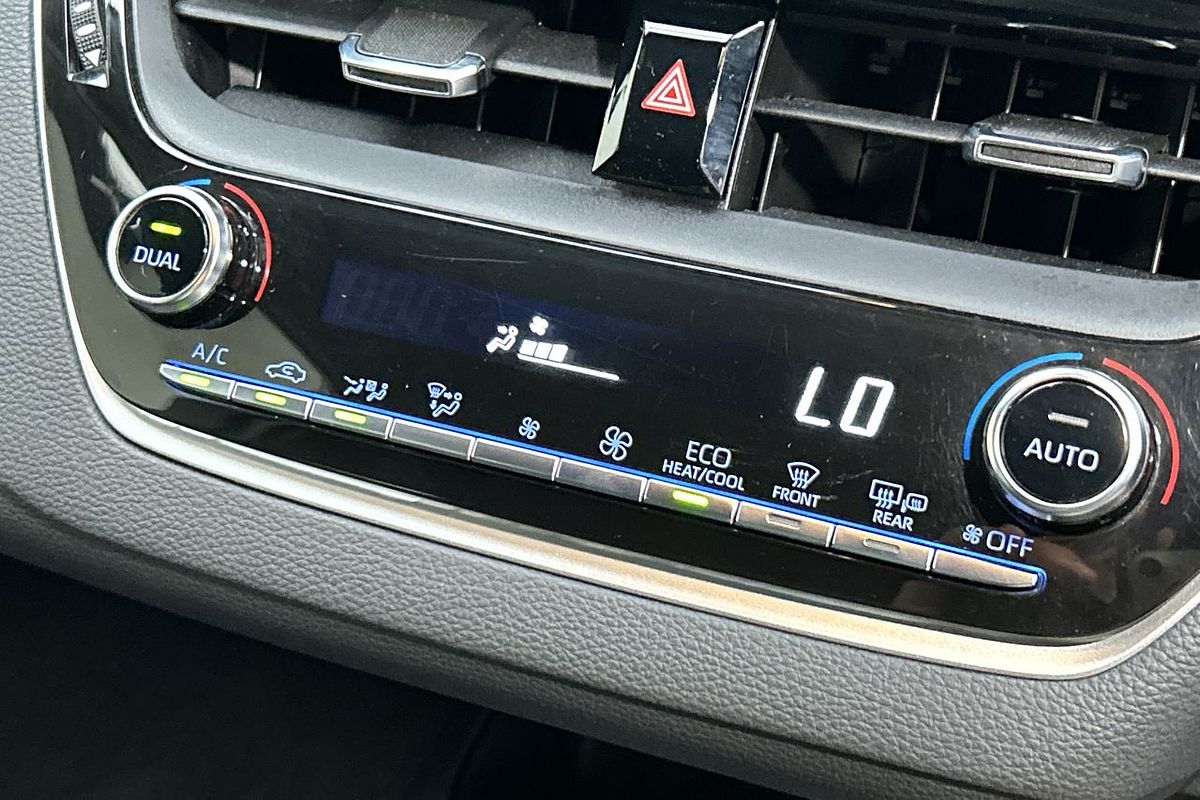 DUAL
A/C
LO
ECO
HEAT/COOL
FRONT
REAR
OFF
AUTO